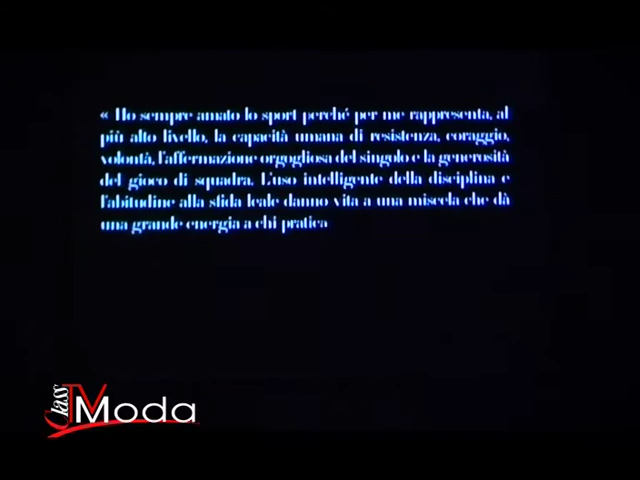 « Ho sempre amato lo sport perché per me rappresenta, al
più alto livello, la capacità umana di resistenza, coraggio,
volontà, l'affermazione orgogliosa del singolo e la generosità
del gioco di squadra. L'uso intelligente della disciplina e
l'abitudine alla sfida leale danno vita a una miscela che dà
una grande energia a chi pratica
Class TV
Moda